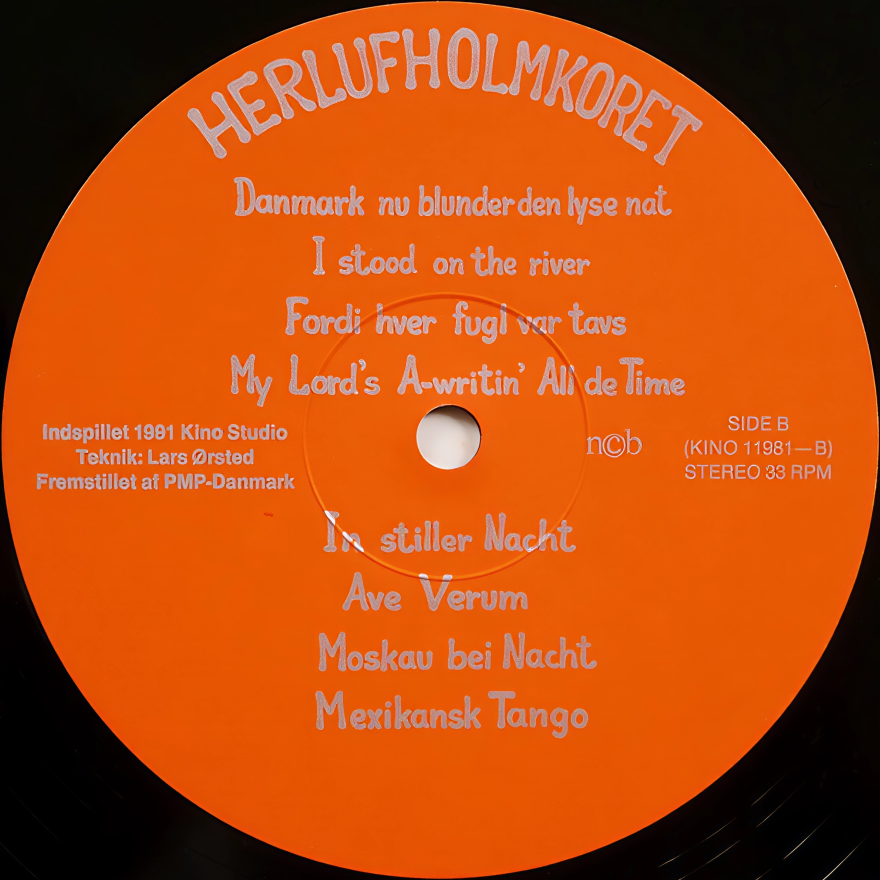 HERLUFHOLMKORET
Danmark nu blunder den lyse nat
I stood on the river
Fordi hver fugl var tavs
My Lord's A-writin' All de Time
Indspillet 1991 Kino Studio
Teknik: Lars Ørsted
Fremstillet af PMP-Danmark
n©b
SIDE B
(KINO 11981—B)
STEREO 33 RPM
In stiller Nacht
Ave Verum
Moskau bei Nacht
Mexikansk Tango